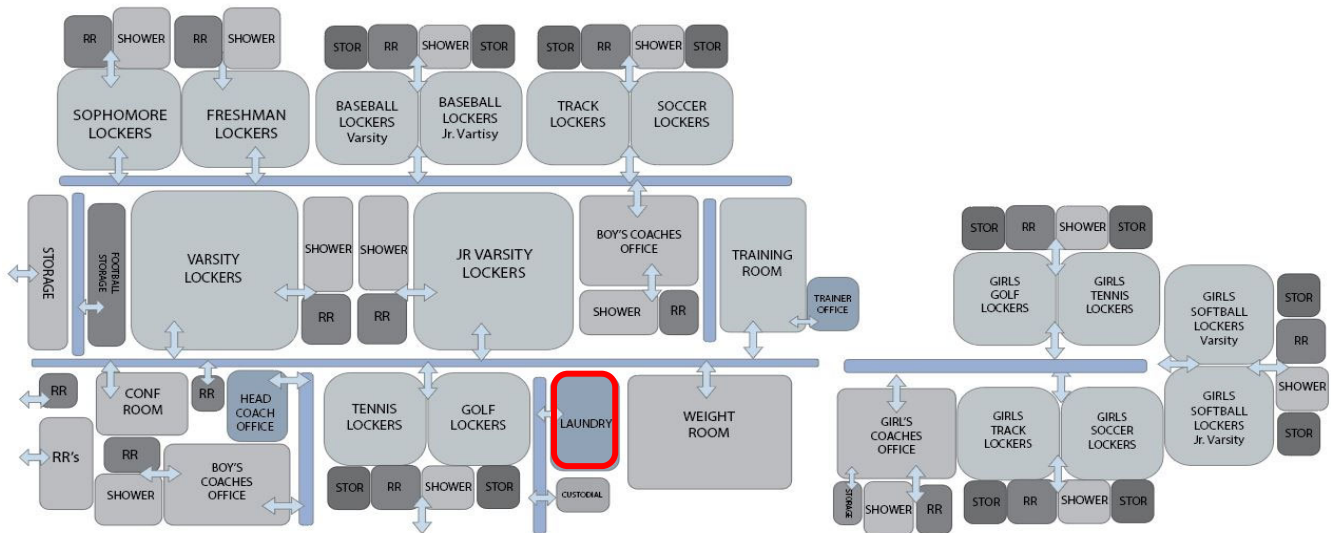 RR
SHOWER
RR
SHOWER
STOR
RR
SHOWER
STOR
STOR
RR
SHOWER
STOR
SOPHOMORE
LOCKERS
FRESHMAN
LOCKERS
BASEBALL
LOCKERS
Varsity
BASEBALL
LOCKERS
Jr. Vartisy
TRACK
LOCKERS
SOCCER
LOCKERS
STORAGE
FOOTBALL
STORAGE
VARSITY
LOCKERS
SHOWER
RR
SHOWER
RR
JR VARSITY
LOCKERS
BOY'S COACHES
OFFICE
SHOWER
RR
TRAINING
ROOM
TRAINER
OFFICE
RR
RR's
CONF
ROOM
RR
HEAD
COACH
OFFICE
RR
SHOWER
BOY'S
COACHES
OFFICE
TENNIS
LOCKERS
GOLF
LOCKERS
STOR
RR
SHOWER
STOR
LAUNDRY
CUSTODIAL
WEIGHT
ROOM
STOR
RR
SHOWER
STOR
GIRLS
GOLF
LOCKERS
GIRLS
TENNIS
LOCKERS
GIRLS
SOFTBALL
LOCKERS
Varsity
STOR
RR
SHOWER
STOR
GIRLS
SOFTBALL
LOCKERS
Jr. Varsity
GIRL'S
COACHES
OFFICE
GIRLS
TRACK
LOCKERS
GIRLS
SOCCER
LOCKERS
STORAGE
SHOWER
RR
STOR
RR
SHOWER
STOR